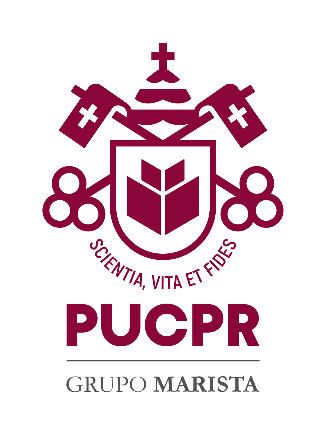 SCIENTIA, VITA ET FIDES
PUCPR
GRUPO MARISTA